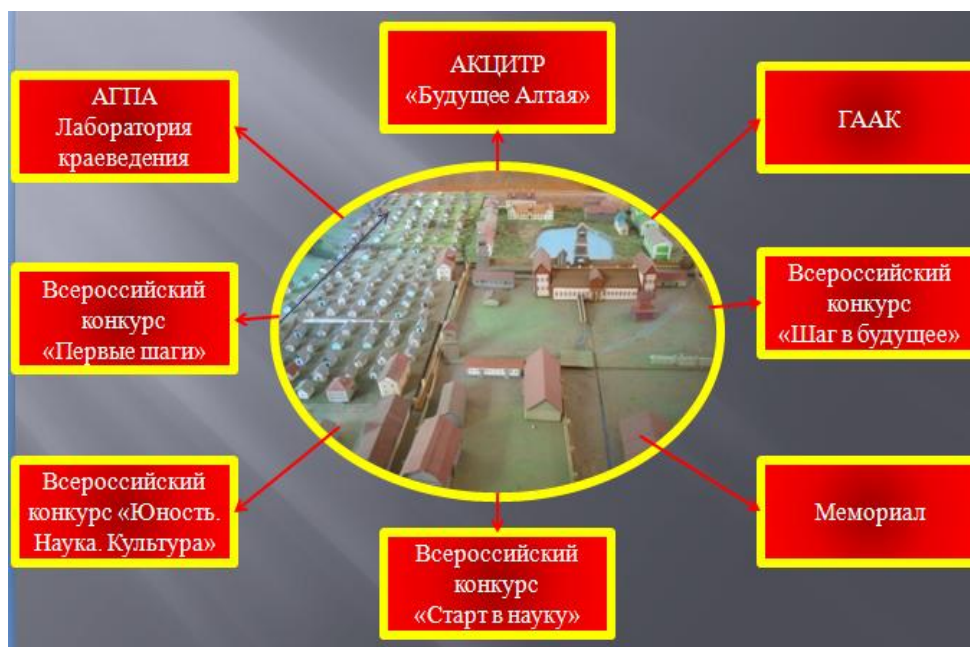 АКЦИТР
«Будущее Алтая»
АГПА
Лаборатория
краеведения
ГААК
Всероссийский
конкурс
«Первые шаги»
Всероссийский
конкурс
«Шаг в будущее»
Всероссийский
конкурс «Юность.
Наука. Культура»
Мемориал
Всероссийский
конкурс
«Старт в науку»